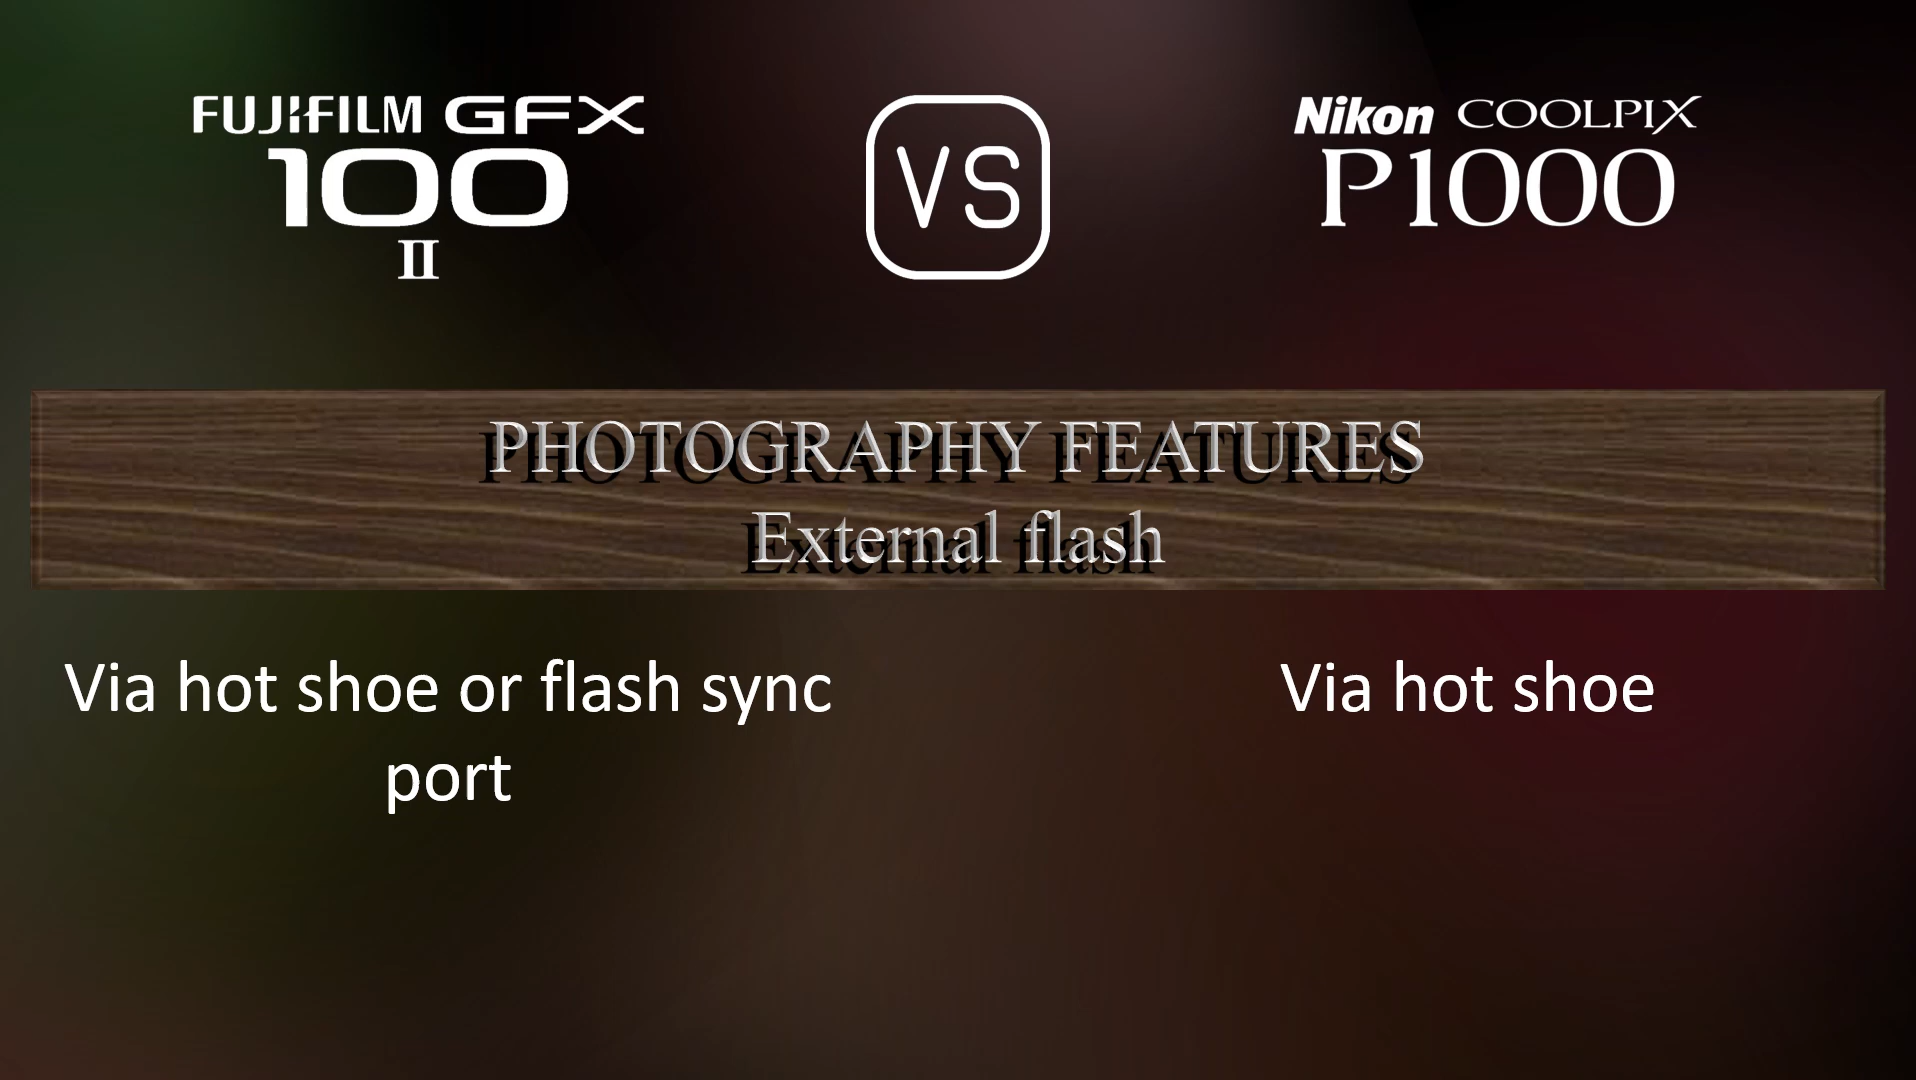 FUJIFILM GFX
100
II
VS
Nikon COOLPIX
P1000
PHOTOGRAPHY FEATURES
External flash
Via hot shoe or flash sync
port
Via hot shoe